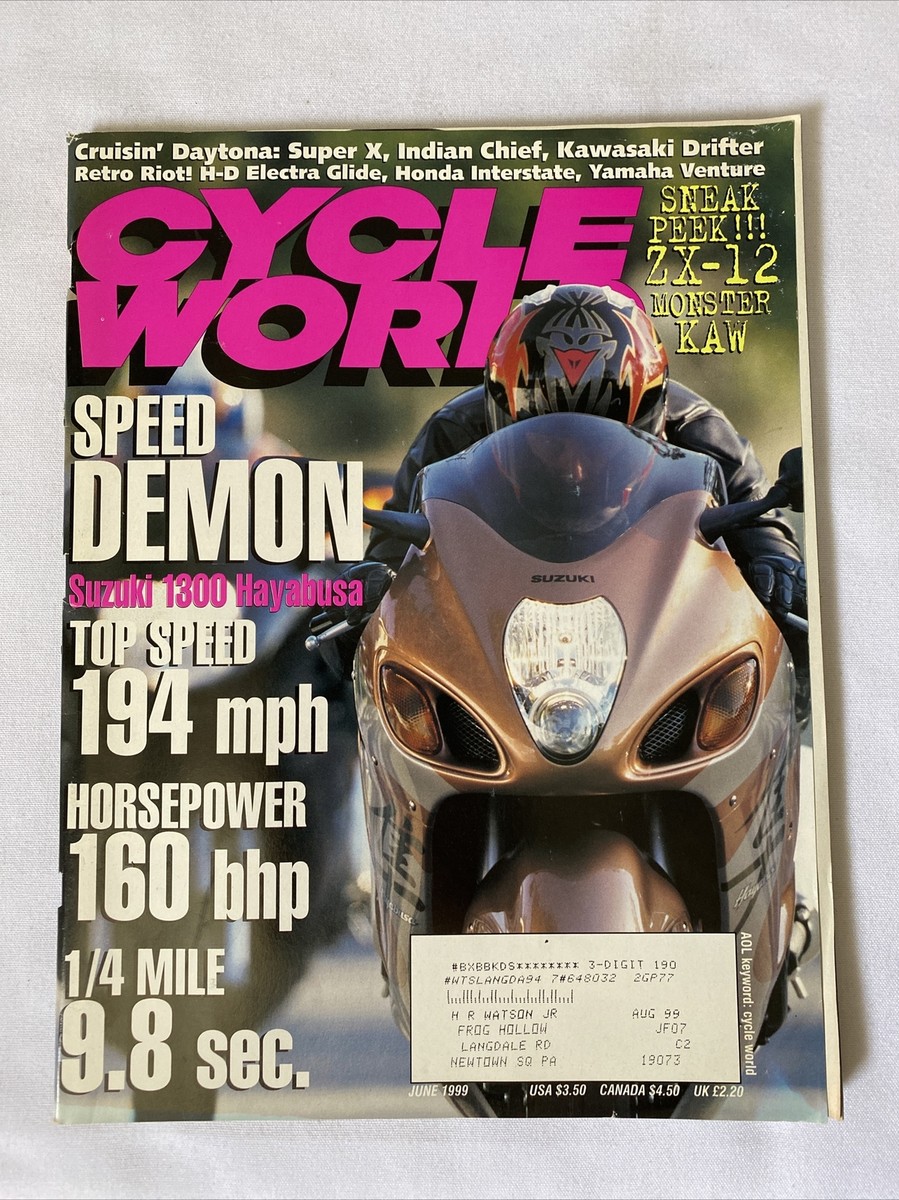 Cruisin' Daytona: Super X, Indian Chief, Kawasaki Drifter
Retro Riot! H-D Electra Glide, Honda Interstate, Yamaha Venture
CYCLE
WORLD
SNEAK
PEEK!!!
ZX-12
MONSTER
KAW
SPEED
DEMON
Suzuki 1300 Hayabusa
TOP SPEED
194 mph
HORSEPOWER
160 bhp
1/4 MILE
9.8 sec.
SUZUKI
#BXBBKDS******** 3-DIGIT 190
#WTSLANGDA94 7#648032 2GP77
H R WATSON JR AUG 99
FROG HOLLOW JF07
LANGDALE RD C2
NEWTOWN SQ PA 19073
AOL keyword: cycle world
JUNE 1999 USA $3.50 CANADA $4.50 UK £2.20